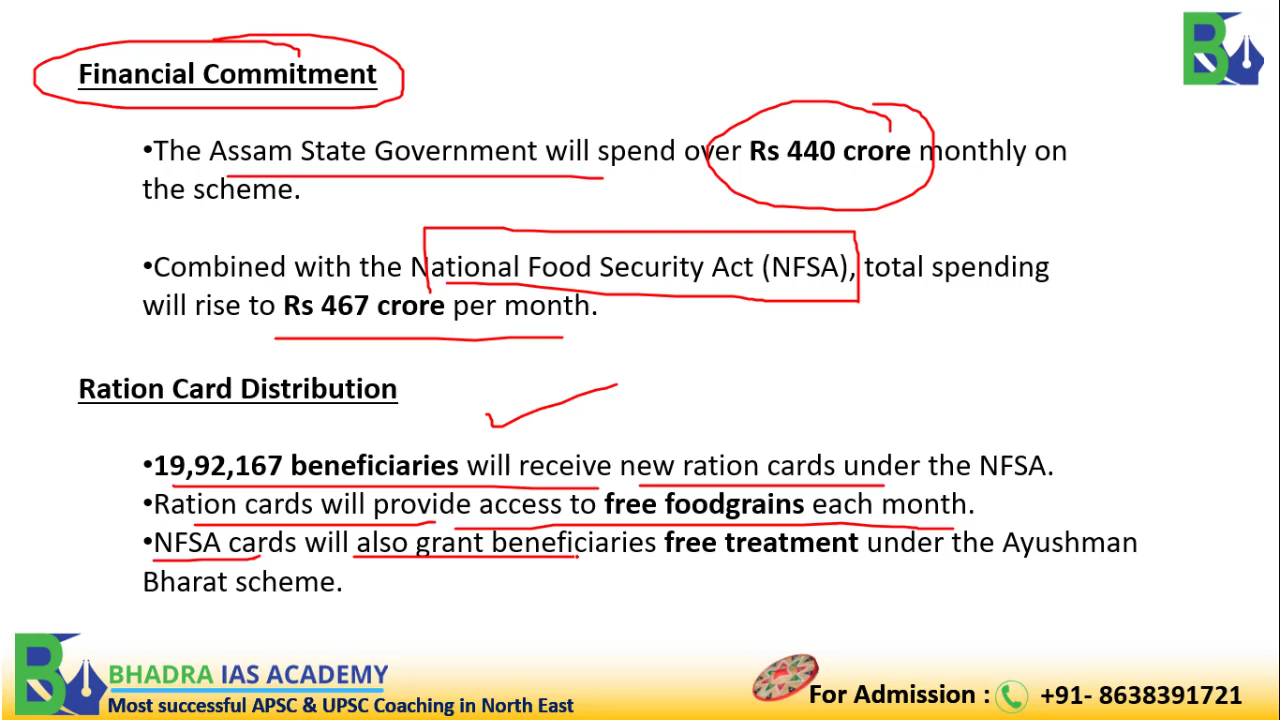 Financial Commitment
•The Assam State Government will spend over Rs 440 crore monthly on
the scheme.
•Combined with the National Food Security Act (NFSA), total spending
will rise to Rs 467 crore per month.
Ration Card Distribution
•19,92,167 beneficiaries will receive new ration cards under the NFSA.
•Ration cards will provide access to free foodgrains each month.
•NFSA cards will also grant beneficiaries free treatment under the Ayushman
Bharat scheme.
BHADRA IAS ACADEMY
Most successful APSC & UPSC Coaching in North East
For Admission : +91- 8638391721